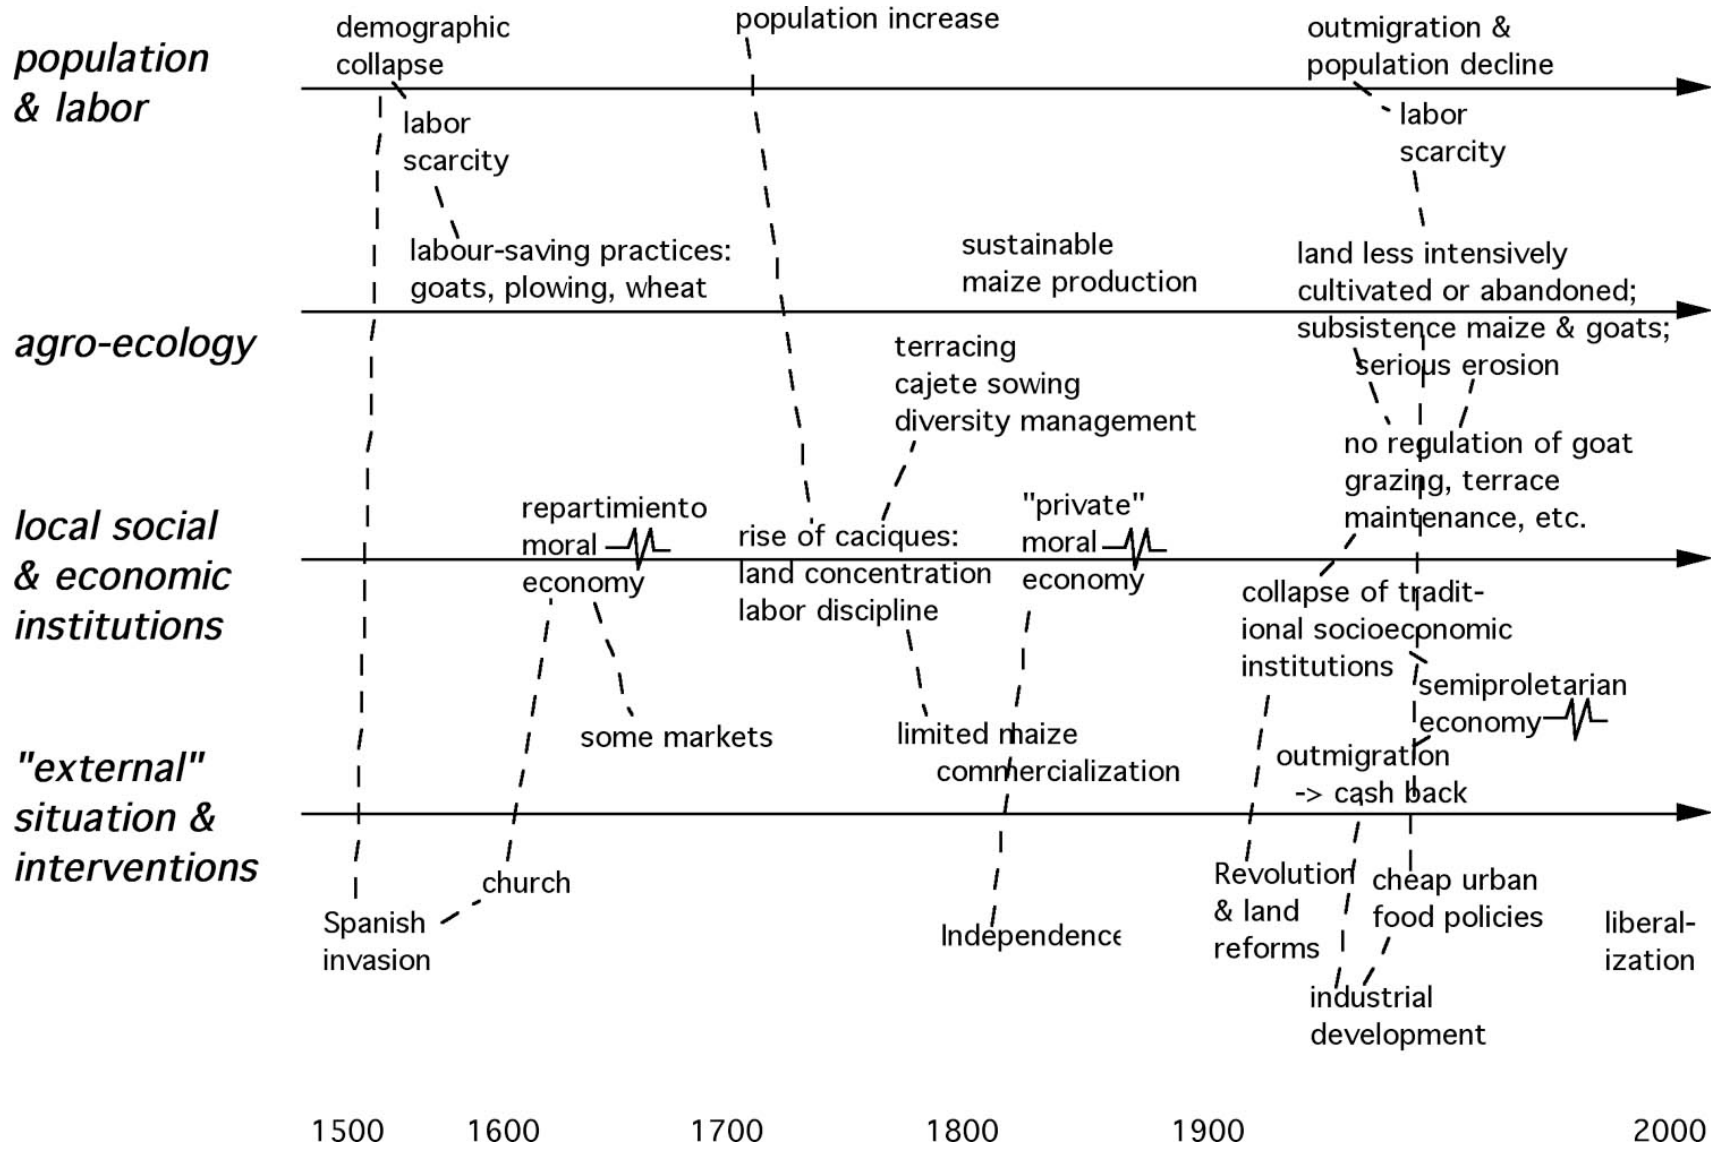 population
& labor
demographic
collapse
labor
scarcity
population increase
outmigration &
population decline
labor
scarcity
agro-ecology
labour-saving practices:
goats, plowing, wheat
sustainable
maize production
terracing
cajete sowing
diversity management
land less intensively
cultivated or abandoned;
subsistence maize & goats;
serious erosion
no regulation of goat
grazing, terrace
maintenance, etc.
local social
& economic
institutions
repartimiento
moral
economy
rise of caciques:
land concentration
labor discipline
"private"
moral
economy
collapse of tradit-
ional socioeconomic
institutions
semiproletarian
economy
"external"
situation &
interventions
some markets
limited maize
commercialization
outmigration
-> cash back
church
Spanish
invasion
Independence
Revolution
& land
reforms
cheap urban
food policies
industrial
development
liberal-
ization
1500
1600
1700
1800
1900
2000